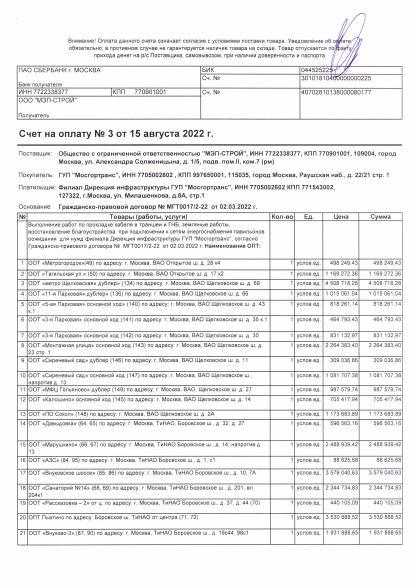 Внимание! Оплата данного счета означает согласие с условиями поставки товара. Уведомление об оплате
обязательно, в противном случае не гарантируется наличие товара на складе. Товар отпускается по факту
прихода денег на р/с Поставщика, самовывозом, при наличии доверенности и паспорта.
ПАО СБЕРБАНК г. МОСКВА БИК 044525225
Сч. № 30101810400000000225
Банк получателя
ИНН 7722338377 КПП 770901001 Сч. № 40702810138000080177
ООО "МЭП-СТРОЙ"
Получатель
Счет на оплату № 3 от 15 августа 2022 г.
Поставщик: Общество с ограниченной ответственностью "МЭП-СТРОЙ", ИНН 7722338377, КПП 770901001, 109004, город
Москва, ул. Александра Солженицына, д. 1/5, подв. пом.II, ком.7 (рм)
Покупатель: ГУП "Мосгортранс", ИНН 7705002602, КПП 997650001, 115035, город Москва, Раушская наб., д. 22/21 стр. 1
Плательщик: Филиал Дирекция инфраструктуры ГУП "Мосгортранс", ИНН 7705002602 КПП 771543002,
127322, г.Москва, ул. Милашенкова, д.8А, стр.1
Основание Гражданско-правовой договор № МГТ0017/2-22 от 02.03.2022 г.
№ Товары (работы, услуги) Кол-во Ед. Цена Сумма
Выполнение работ по прокладке кабеля в траншеи и ГНБ, земляные работы,
восстановление благоустройства при подключении к сетям энергоснабжения павильонов
ожидания для нужд филиала Дирекция инфраструктуры ГУП "Мосгортранс", согласно
Гражданско-правового договора № МГТ0017/2-22 от 02.03.2022 г. Наименование ОПТ:
1 ООТ «Метрогородок»(49) по адресу: г. Москва, ВАО Открытое ш. 28 к4 1 услов.ед. 498 249,43 498 249,43
2 ООТ «Тагильская ул.» (50) по адресу: г. Москва, ВАО Открытое ш. 17 к2 1 услов.ед. 1 169 272,36 1 169 272,36
3 ООТ «метро Щелковская» дублер» (134) по адресу: г. Москва, ВАО Щелковское ш. 69 1 услов.ед. 4 508 718,28 4 508 718,28
4 ООТ «11-я Парковая» дублер» (136) по адресу: г. Москва, ВАО Щелковское ш. 66 1 услов.ед. 1 015 061,04 1 015 061,04
5 ООТ «5-ая Парковая» основной ход» (140) по адресу: г. Москва, ВАО Щелковское ш. д. 43
к.1 1 услов.ед. 616 218,14 616 218,14
6 ООТ «3-я Парковая» основной ход (141) по адресу: г. Москва, ВАО Щелковское ш. д. 35 к 1 1 услов.ед. 464 793,43 464 793,43
7 ООТ «3-я Парковая» основной ход (142) по адресу: г. Москва, ВАО Щелковское ш. д. 30 1 услов.ед. 831 132,97 831 132,97
8 ООТ «Монтажная улица» основной ход (143) по адресу: г. Москва, ВАО Щелковское ш. д.
23 стр. 1 1 услов.ед. 2 264 383,40 2 264 383,40
9 ООТ «Сиреневый сад» дублер (146) по адресу: г. Москва, ВАО Щелковское ш. д. 11 1 услов.ед. 309 036,86 309 036,86
10 ООТ «Сиреневый сад» основной ход (147) по адресу: г. Москва, ВАО Щелковское ш.,
напротив д. 13 1 услов.ед. 1 081 707,38 1 081 707,38
11 ООТ «МФЦ Гольяново» дублер (149) по адресу: г. Москва, ВАО, Щелковское ш. д. 27 1 услов.ед. 987 579,74 987 579,74
12 ООТ «Калошино» основной ход (145) по адресу: г. Москва, ВАО Щелковское ш. д. 14 1 услов.ед. 705 417,94 705 417,94
13 ООТ «ПО Сокол» (148) по адресу: г. Москва, ВАО Щелковское ш. д. 2А 1 услов.ед. 1 173 683,89 1 173 683,89
14 ООТ «Давыдовка» (64, 65) по адресу: г. Москва, ТиНАО, Боровское ш. д. 32, д. 27 1 услов.ед. 596 563,16 596 563,16
15 ООТ «Марушкино» (66, 67) по адресу: г. Москва, ТиНАО, Боровское ш., д. 14, напротив д.
13 1 услов.ед. 2 488 939,42 2 488 939,42
16 ООТ «АЗС» (84, 95) по адресу: г. Москва, ТиНАО Боровское ш., д. 1, с1 1 услов.ед. 88 625,68 88 625,68
17 ООТ «Внуковское шоссе» (85, 86) по адресу: г. Москва, ТиНАО, Боровское ш., д. 10, 7А 1 услов.ед. 3 579 040,63 3 579 040,63
18 ООТ «Санаторий №14» (68, 69) по адресу: г. Москва, ТиНАО, Боровское ш., д. 201, вл.
204к1 1 услов.ед. 2 344 734,83 2 344 734,83
19 ООТ «Рассказовка – 2» от ц. по адресу: г. Москва, ТиНАО, Боровское ш., д. 37, д. 44 (70) 1 услов.ед. 440 105,09 440 105,09
20 ОПТ Пыхтино по адресу: Боровское ш. ТиНАО от центра (71, 72) 1 услов.ед. 3 530 888,52 3 530 888,52
21 ООТ «Внуково-3» (87, 90) по адресу: г. Москва, ТиНАО Боровское ш., д. 19с44, 98с1 1 услов.ед. 1 931 888,65 1 931 888,65